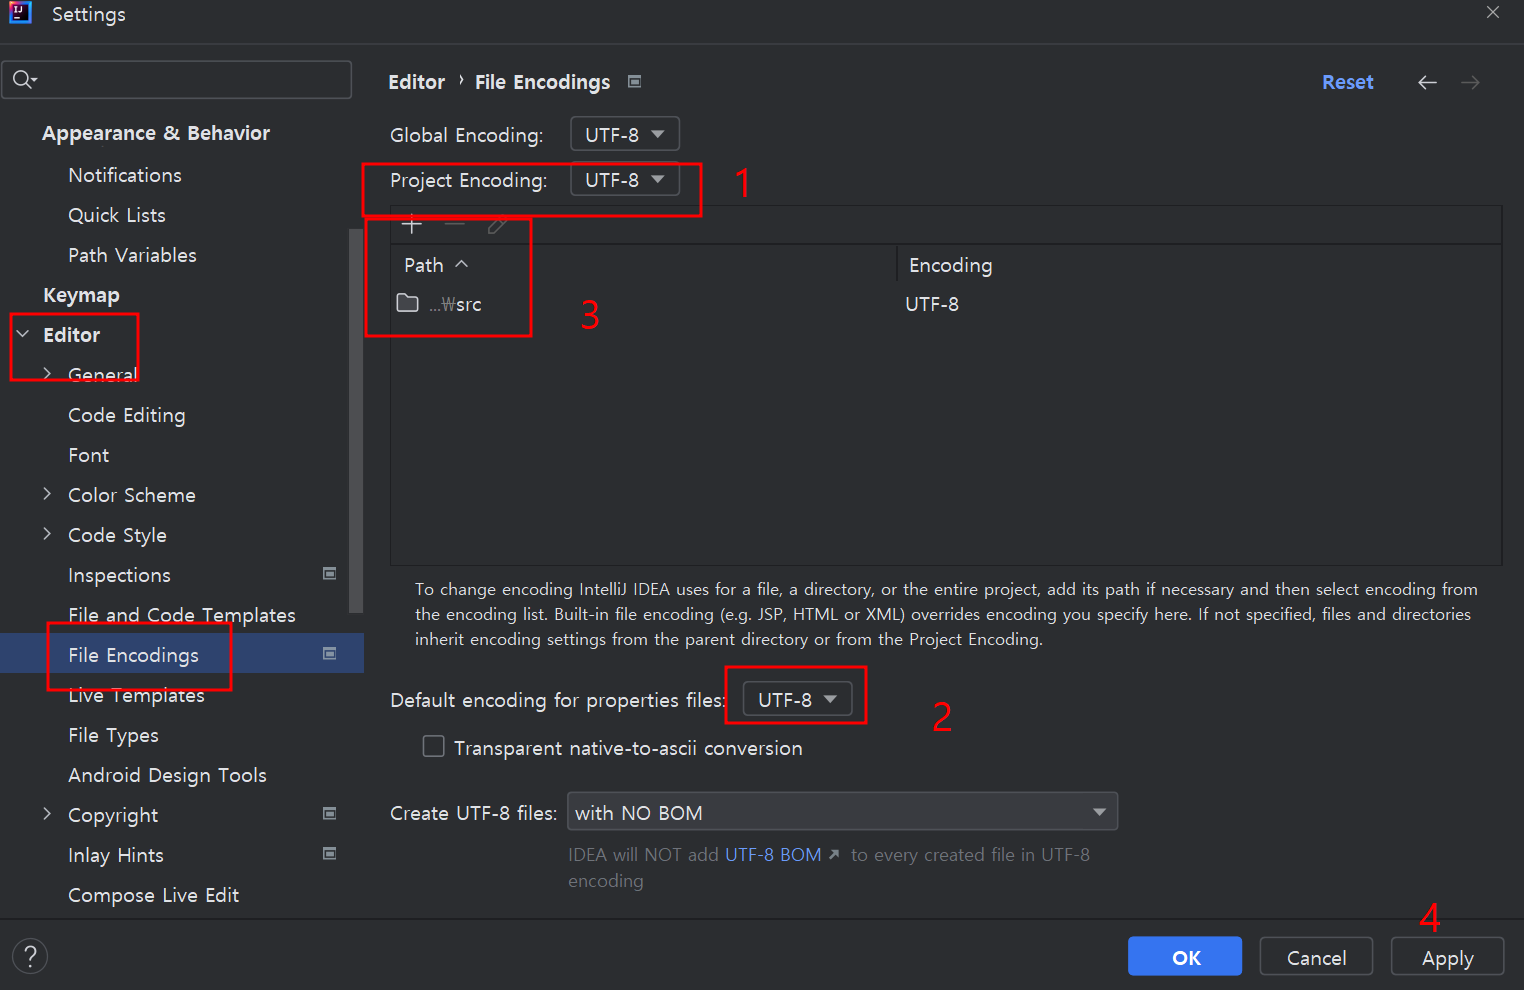 Settings
Editor › File Encodings
Reset
Appearance & Behavior
Notifications
Quick Lists
Path Variables
Keymap
Editor
General
Code Editing
Font
Color Scheme
Code Style
Inspections
File and Code Templates
File Encodings
Live Templates
File Types
Android Design Tools
Copyright
Inlay Hints
Compose Live Edit
Global Encoding: UTF-8
Project Encoding: UTF-8
1
Path Encoding
...₩src UTF-8
3
To change encoding IntelliJ IDEA uses for a file, a directory, or the entire project, add its path if necessary and then select encoding from
the encoding list. Built-in file encoding (e.g. JSP, HTML or XML) overrides encoding you specify here. If not specified, files and directories
inherit encoding settings from the parent directory or from the Project Encoding.
Default encoding for properties files: UTF-8
2
Transparent native-to-ascii conversion
Create UTF-8 files: with NO BOM
IDEA will NOT add UTF-8 BOM ↗ to every created file in UTF-8
encoding
4
?
OK
Cancel
Apply